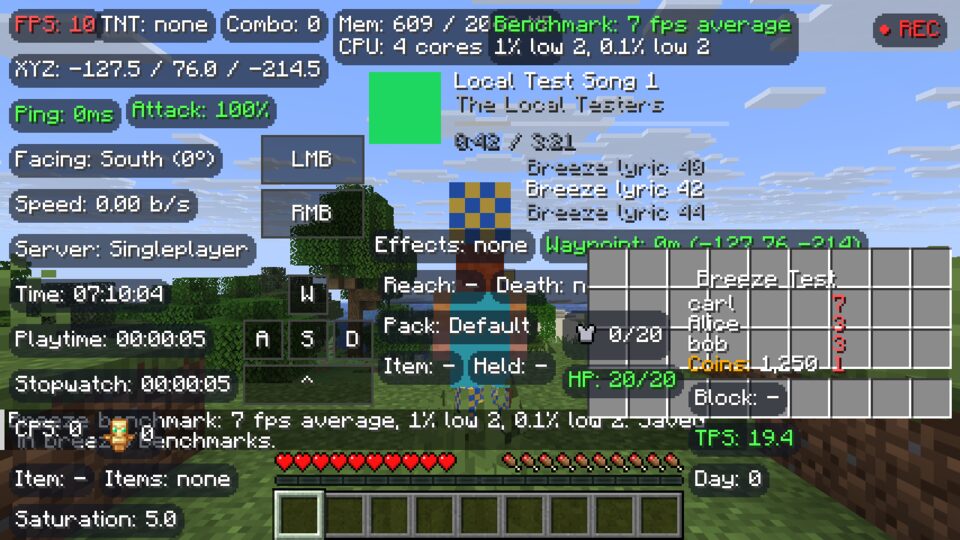 FPS: 10
TNT: none
Combo: 0
Mem: 609 /
Benchmark: 7 fps average
CPU: 4 cores
1% low 2, 0.1% low 2
REC
XYZ: -127.5 / 76.0 / -214.5
Local Test Song 1
The Local Testers
Ping: 0ms
Attack: 100%
0:42 / 3:21
Facing: South (0°)
LMB
Breeze lyric 40
Breeze lyric 42
Breeze lyric 44
Speed: 0.00 b/s
RMB
Server: Singleplayer
Effects: none
Waypoint: 0m (-127 76 -214)
Time: 07:10:04
W
Reach: -
Death: n
Breeze Test
carl 7
Alice 3
bob 3
Coins: 1,250 1
Playtime: 00:00:05
A
S
D
Pack: Default
0/20
Stopwatch: 00:00:05
^
Item: -
Held: -
HP: 20/20
Block: -
Breeze benchmark: 7 fps average, 1% low 2, 0.1% low 2. Saved
in breeze benchmarks.
CPS: 0
0
TPS: 19.4
Item: -
Items: none
Day: 0
Saturation: 5.0